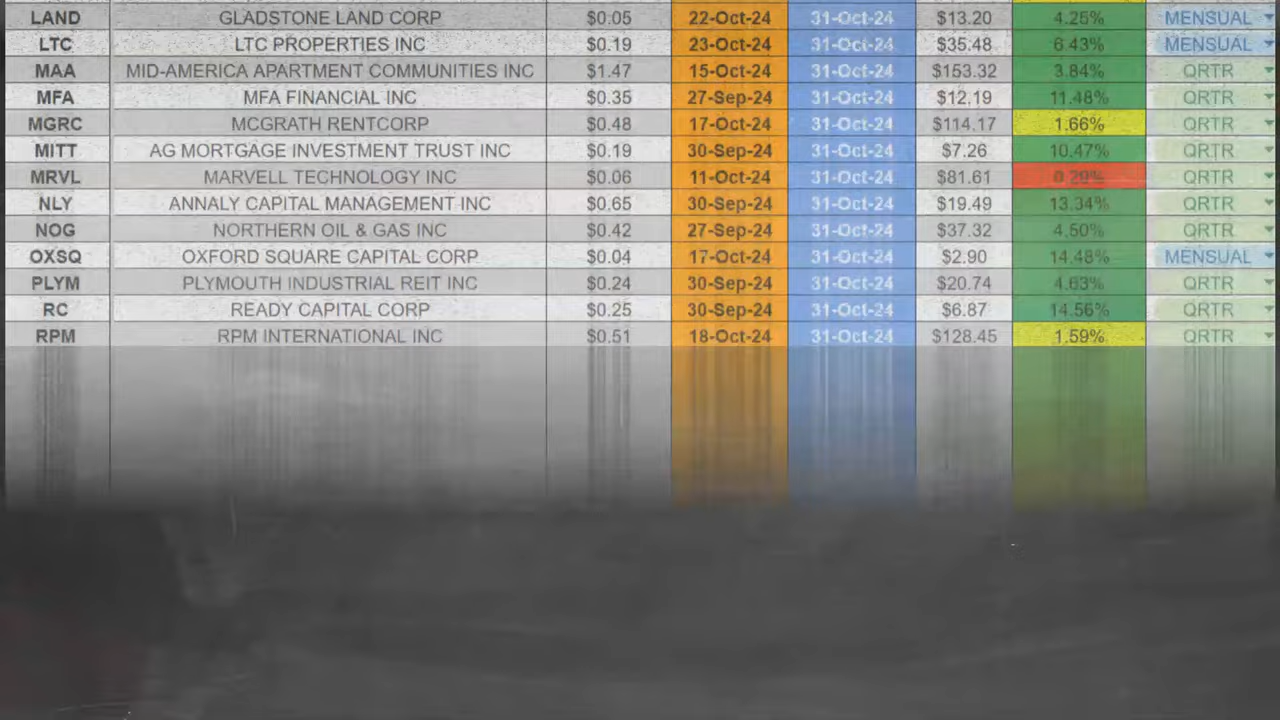 LAND GLADSTONE LAND CORP $0.05 22-Oct-24 31-Oct-24 $13.20 4.25% MENSUAL
LTC LTC PROPERTIES INC $0.19 23-Oct-24 31-Oct-24 $35.48 6.43% MENSUAL
MAA MID-AMERICA APARTMENT COMMUNITIES INC $1.47 15-Oct-24 31-Oct-24 $153.32 3.84% QRTR
MFA MFA FINANCIAL INC $0.35 27-Sep-24 31-Oct-24 $12.19 11.48% QRTR
MGRC MCGRATH RENTCORP $0.48 17-Oct-24 31-Oct-24 $114.17 1.66% QRTR
MITT AG MORTGAGE INVESTMENT TRUST INC $0.19 30-Sep-24 31-Oct-24 $7.26 10.47% QRTR
MRVL MARVELL TECHNOLOGY INC $0.06 11-Oct-24 31-Oct-24 $81.61 0.29% QRTR
NLY ANNALY CAPITAL MANAGEMENT INC $0.65 30-Sep-24 31-Oct-24 $19.49 13.34% QRTR
NOG NORTHERN OIL & GAS INC $0.42 27-Sep-24 31-Oct-24 $37.32 4.50% QRTR
OXSQ OXFORD SQUARE CAPITAL CORP $0.04 17-Oct-24 31-Oct-24 $2.90 14.48% MENSUAL
PLYM PLYMOUTH INDUSTRIAL REIT INC $0.24 30-Sep-24 31-Oct-24 $20.74 4.63% QRTR
RC READY CAPITAL CORP $0.25 30-Sep-24 31-Oct-24 $6.87 14.56% QRTR
RPM RPM INTERNATIONAL INC $0.51 18-Oct-24 31-Oct-24 $128.45 1.59% QRTR